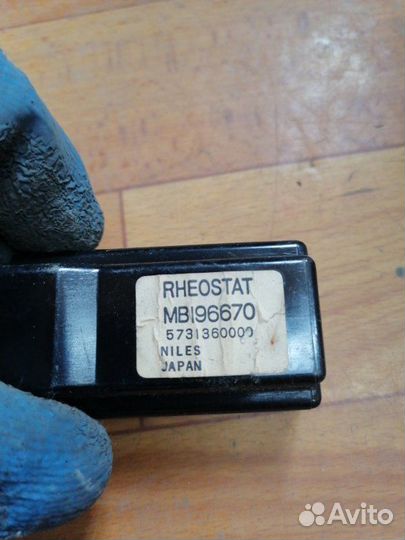 RHEOSTAT
MB196670
5731360000
NILES
JAPAN
Avito